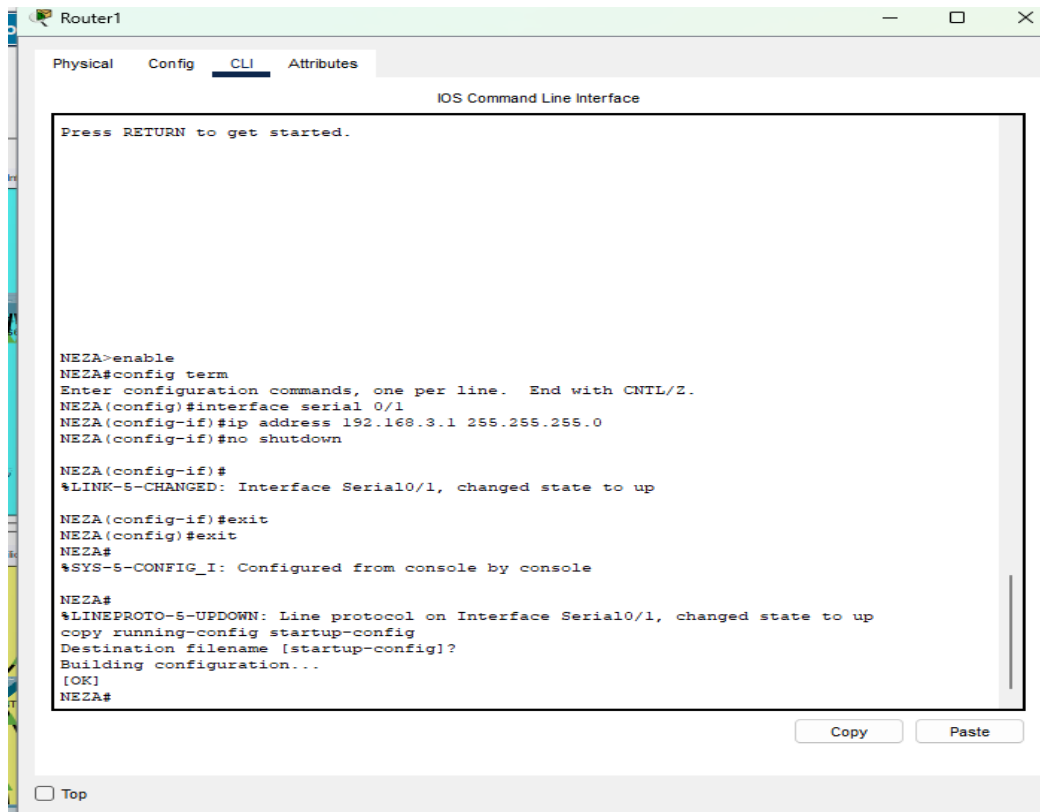 Router1
Physical Config CLI Attributes
IOS Command Line Interface
Press RETURN to get started.
NEZA>enable
NEZA#config term
Enter configuration commands, one per line.  End with CNTL/Z.
NEZA(config)#interface serial 0/1
NEZA(config-if)#ip address 192.168.3.1 255.255.255.0
NEZA(config-if)#no shutdown
NEZA(config-if)#
%LINK-5-CHANGED: Interface Serial0/1, changed state to up
NEZA(config-if)#exit
NEZA(config)#exit
NEZA#
%SYS-5-CONFIG_I: Configured from console by console
NEZA#
%LINEPROTO-5-UPDOWN: Line protocol on Interface Serial0/1, changed state to up
copy running-config startup-config
Destination filename [startup-config]?
Building configuration...
[OK]
NEZA#
Copy Paste
Top